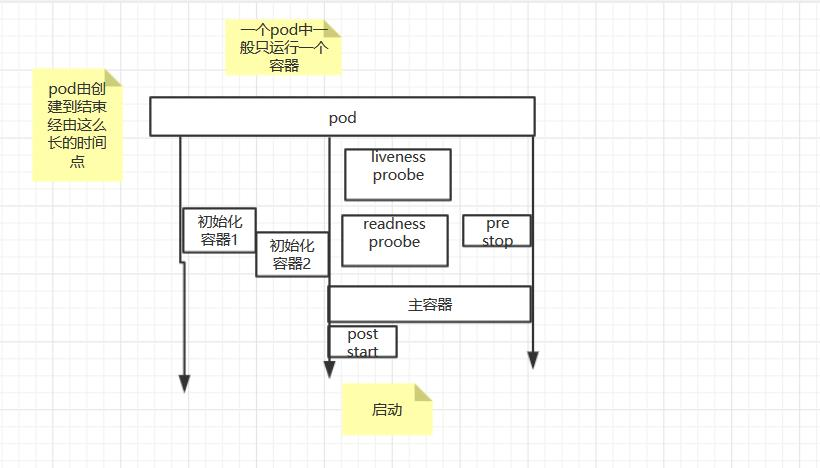 一个pod中一
般只运行一个
容器
pod由创
建到结束
经由这么
长的时间
点
pod
liveness
proobe
初始化
容器1
readness
proobe
pre
stop
初始化
容器2
主容器
post
start
启动